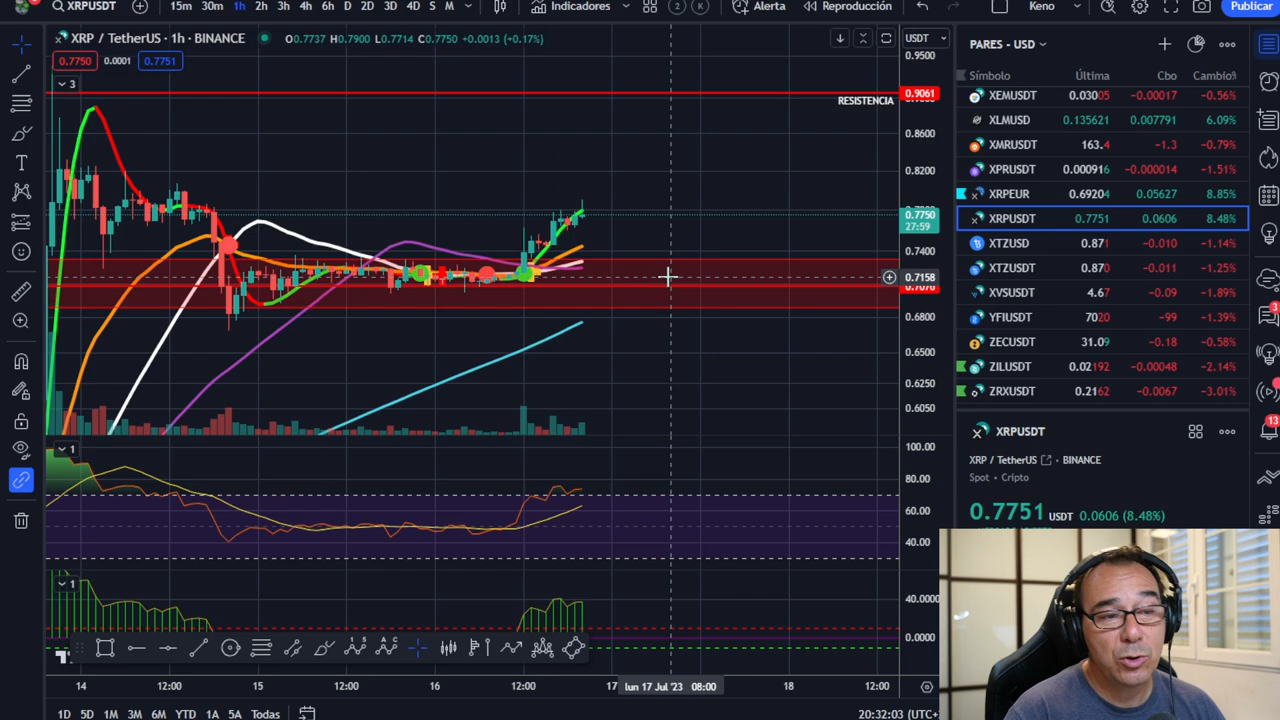 XRPUSDT 15m 30m 1h 2h 3h 4h 6h D 2D 3D 4D S M Indicadores 2 K Alerta Reproducción Keno Publicar
XRP / TetherUS · 1h · BINANCE O0.7737 H0.7900 L0.7714 C0.7750 +0.0013 (+0.17%) USDT
0.7750 0.0001 0.7751
3
RESISTENCIA
0.9500
0.9061
0.8600
0.8200
0.7750
27:59
0.7400
0.7158
0.6800
0.6500
0.6250
0.6050
1
100.00
80.00
60.00
40.00
1
40.0000
0.0000
14 12:00 15 12:00 16 12:00 17 lun 17 Jul '23 08:00 18 12:00
1D 5D 1M 3M 6M YTD 1A 5A Todas 20:32:03 (UTC+
PARES - USD
Símbolo Última Cbo Cambio%
XEMUSDT 0.03005 −0.00017 −0.56%
XLMUSD 0.135621 0.007791 6.09%
XMRUSDT 163.4 −1.3 −0.79%
XPRUSDT 0.000916 −0.000014 −1.51%
XRPEUR 0.69204 0.05627 8.85%
XRPUSDT 0.7751 0.0606 8.48%
XTZUSD 0.871 −0.010 −1.14%
XTZUSDT 0.870 −0.011 −1.25%
XVSUSDT 4.67 −0.09 −1.89%
YFIUSDT 7020 −99 −1.39%
ZECUSDT 31.09 −0.18 −0.58%
ZILUSDT 0.02192 −0.00048 −2.14%
ZRXUSDT 0.2162 −0.0067 −3.01%
XRPUSDT
XRP / TetherUS BINANCE
Spot • Cripto
0.7751 USDT 0.0606 (8.48%)
3
13